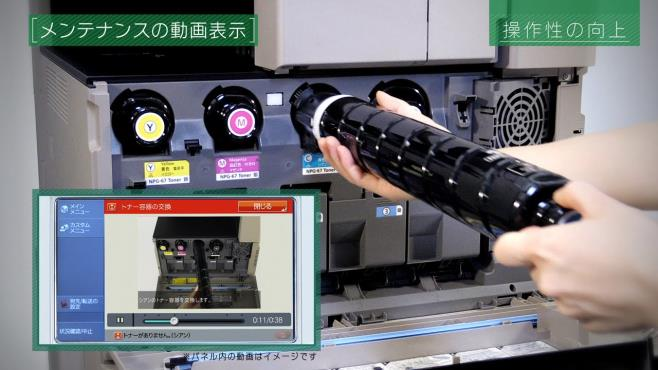 メンテナンスの動画表示
操作性の向上
Y
M
Yellow
NPG-67 Toner
Magenta
NPG-67 Toner
C
NPG-67 Toner
3
メイン
メニュー
カスタム
メニュー
宛先/転送の
設定
状況確認/中止
トナー容器の交換
閉じる
シアンのトナー容器を交換します。
0:11/0:38
トナーがありません。(シアン)
※パネル内の動画はイメージです